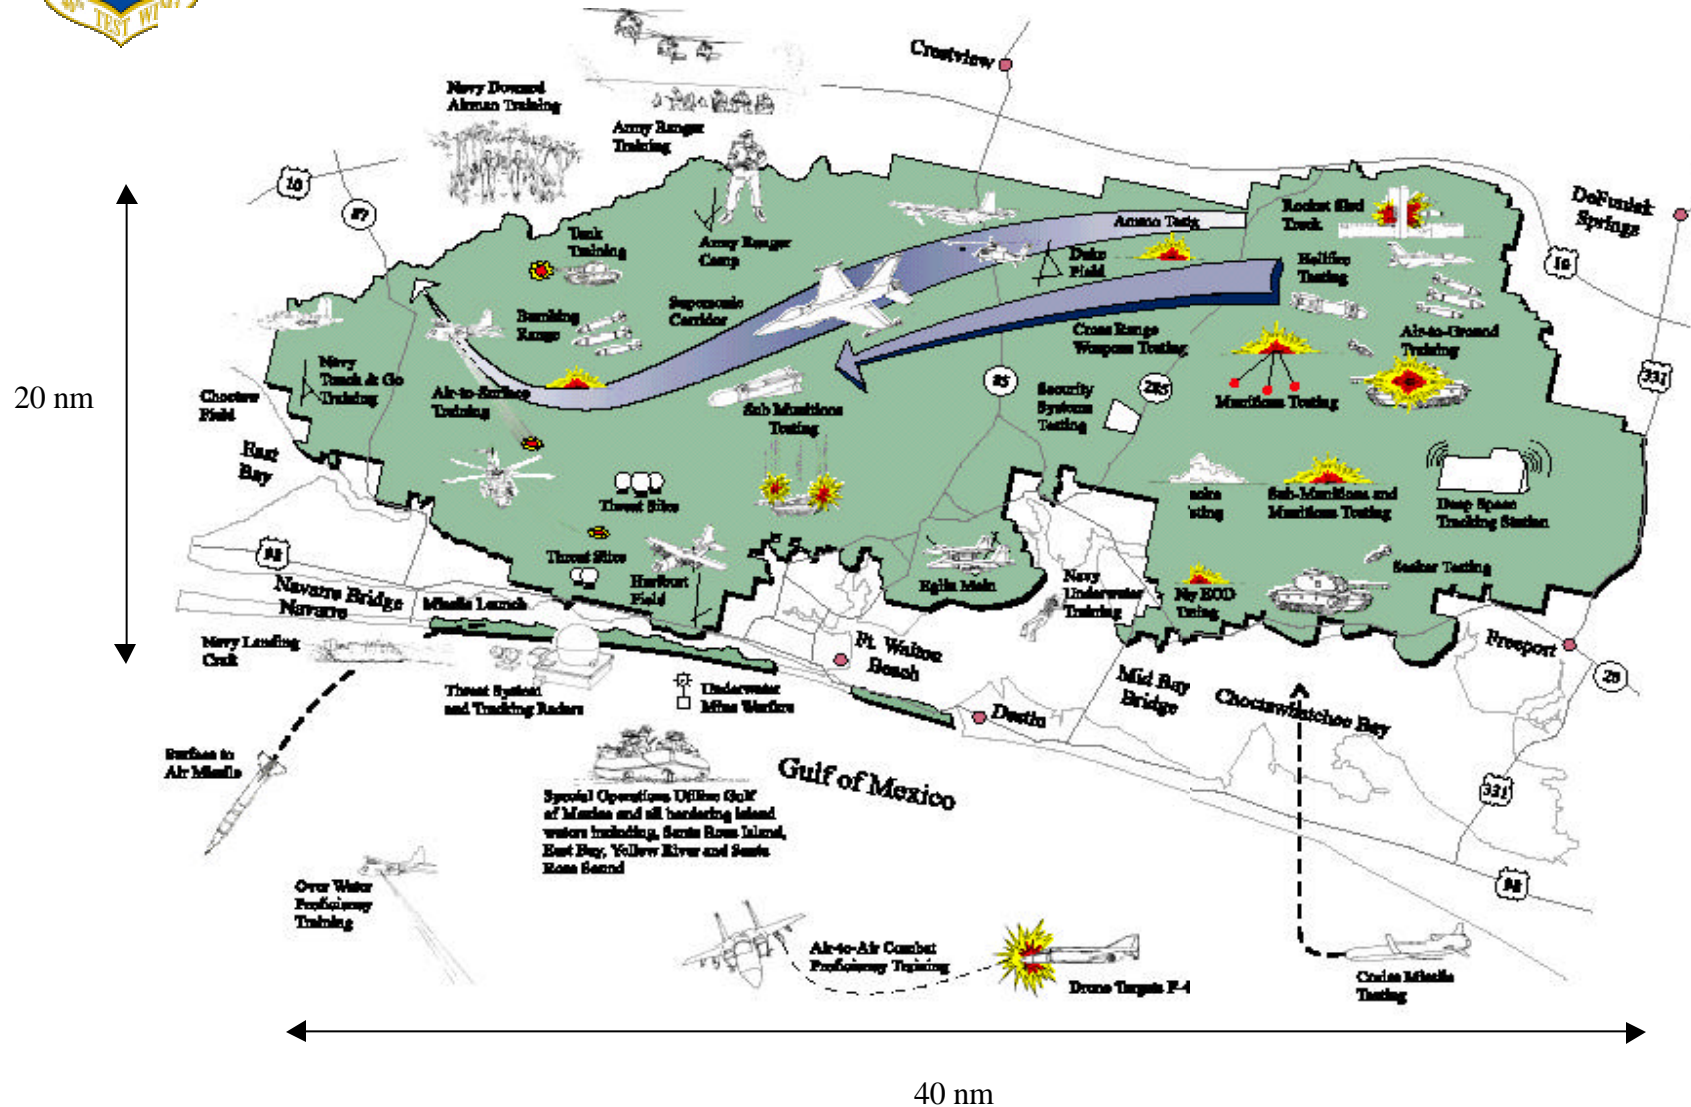 TEST WI
Crestview
Navy Downed
Airman Training
Army Ranger
Training
10
87
DeFuniak
Springs
Rocket Sled
Track
Ammo Task
Tank
Training
Army Ranger
Camp
Duke
Field
Hellfire
Testing
10
Supersonic
Corridor
Bombing
Range
Cross Range
Weapons Testing
Air-to-Ground
Training
Navy
Touch & Go
Training
331
85
285
20 nm
Choctaw
Field
Air-to-Surface
Training
Security
Systems
Testing
Munitions Testing
Sub Munitions
Testing
East
Bay
Threat Sites
Sub-Munitions and
Munitions Testing
Deep Space
Tracking Station
98
Threat Sites
Seeker Testing
Hurlburt
Field
Eglin Main
Navy
Underwater
Training
Navarre Bridge
Navarre
Missile Launch
Navy Landing
Craft
Ft. Walton
Beach
Freeport
20
Mid Bay
Bridge
Choctawhatchee Bay
Threat System
and Tracking Radars
Underwater
Mine Warfare
Destin
Surface to
Air Missile
Gulf of Mexico
331
Special Operations Utilize Gulf
of Mexico and all bordering island
waters including, Santa Rosa Island,
East Bay, Yellow River and Santa
Rosa Sound
Over Water
Proficiency
Training
98
Air-to-Air Combat
Proficiency Training
Drone Targets F-4
Cruise Missile
Testing
40 nm